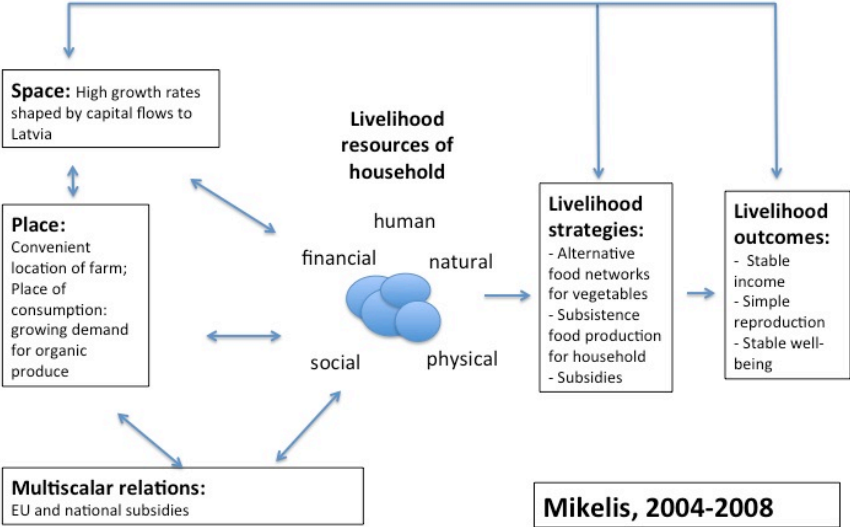 Space: High growth rates
shaped by capital flows to
Latvia
Place:
Convenient
location of farm;
Place of
consumption:
growing demand
for organic
produce
Multiscalar relations:
EU and national subsidies
Livelihood
resources of
household
human
financial
natural
social
physical
Livelihood
strategies:
- Alternative
food networks
for vegetables
- Subsistence
food production
for household
- Subsidies
Livelihood
outcomes:
- Stable
income
- Simple
reproduction
- Stable well-
being
Mikelis, 2004-2008